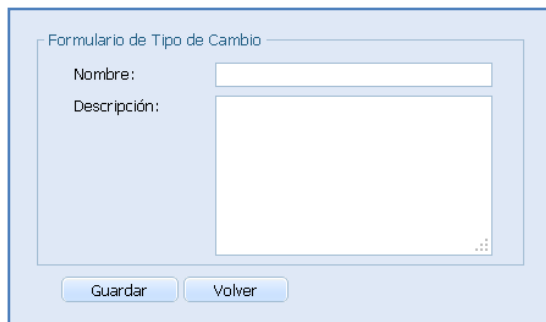 Formulario de Tipo de Cambio
Nombre:
Descripción:
Guardar Volver